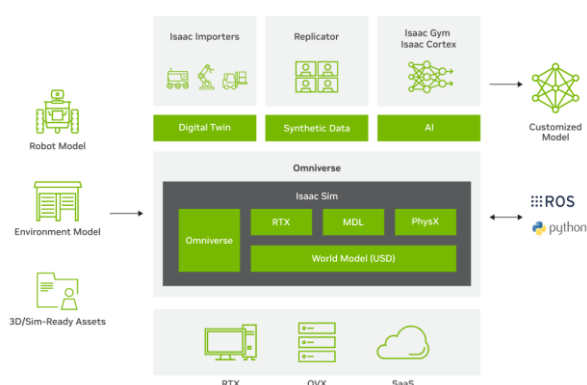 Isaac Importers
Replicator
Isaac Gym
Isaac Cortex
Digital Twin
Synthetic Data
AI
Customized
Model
Robot Model
Environment Model
3D/Sim-Ready Assets
Omniverse
Isaac Sim
Omniverse
RTX
MDL
PhysX
World Model (USD)
ROS
python
RTX
OVX
SaaS